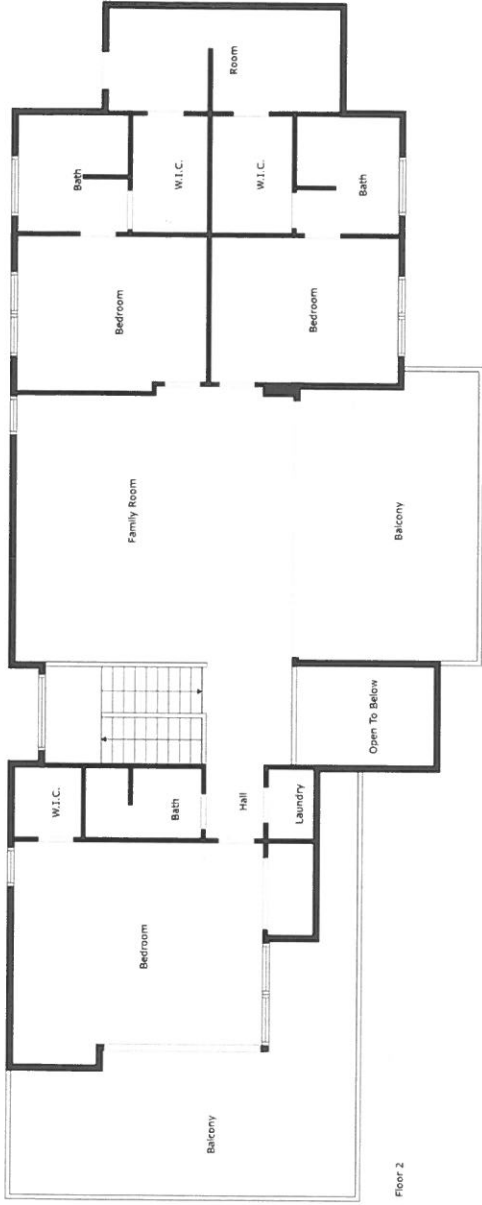 Room
Bath
W.I.C.
W.I.C.
Bath
Bedroom
Bedroom
Family Room
Balcony
Open To Below
W.I.C.
Bath
Hall
Laundry
Bedroom
Balcony
Floor 2